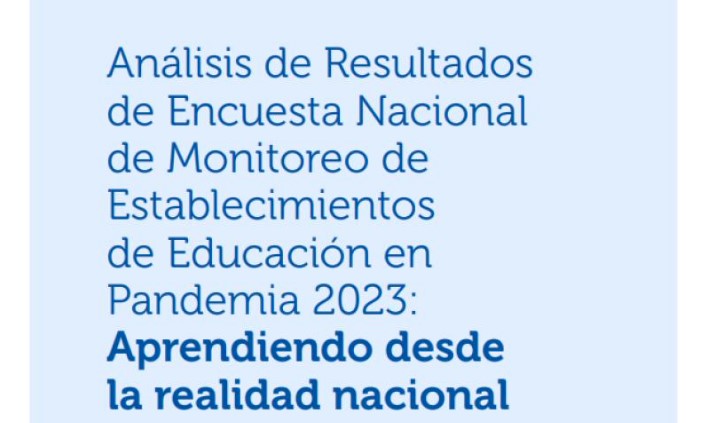 Análisis de Resultados
de Encuesta Nacional
de Monitoreo de
Establecimientos
de Educación en
Pandemia 2023:
Aprendiendo desde
la realidad nacional